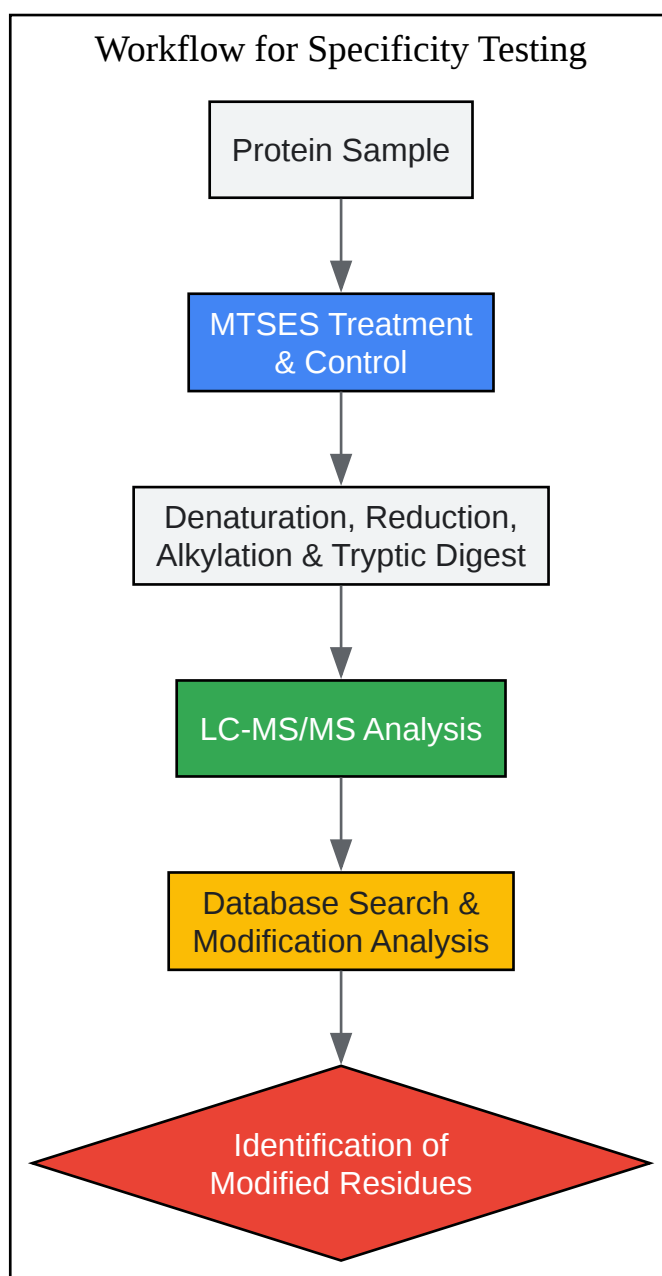 Workflow for Specificity Testing
Protein Sample
MTSES Treatment
& Control
Denaturation, Reduction,
Alkylation & Tryptic Digest
LC-MS/MS Analysis
Database Search &
Modification Analysis
Identification of
Modified Residues